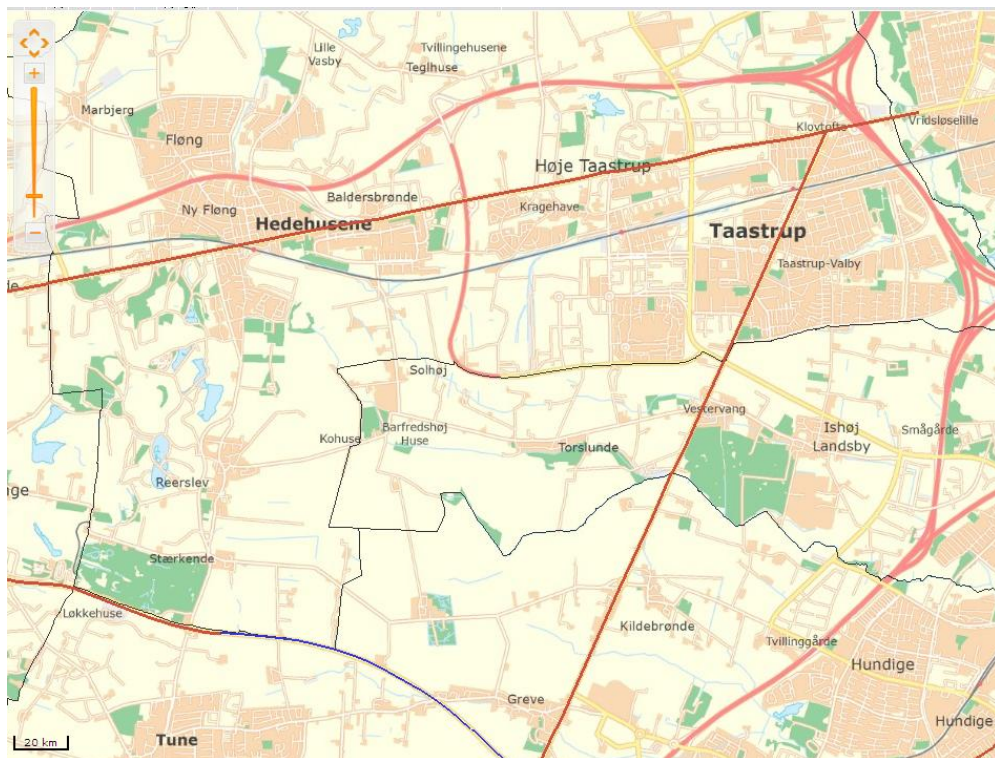 Lille
Vasby
Tvillingehusene
Teglhuse
Marbjerg
Fløng
Klovtofte
Vridsløselille
Høje Taastrup
Baldersbrønde
Ny Fløng
Kragehave
Hedehusene
Taastrup
Taastrup-Valby
de
Solhøj
Vestervang
Kohuse
Barfredshøj
Huse
Torslunde
Ishøj
Landsby
Smågårde
nge
Reerslev
Stærkende
Løkkehuse
Kildebrønde
Tvillinggårde
Hundige
Greve
Hundige
Tune
20 km